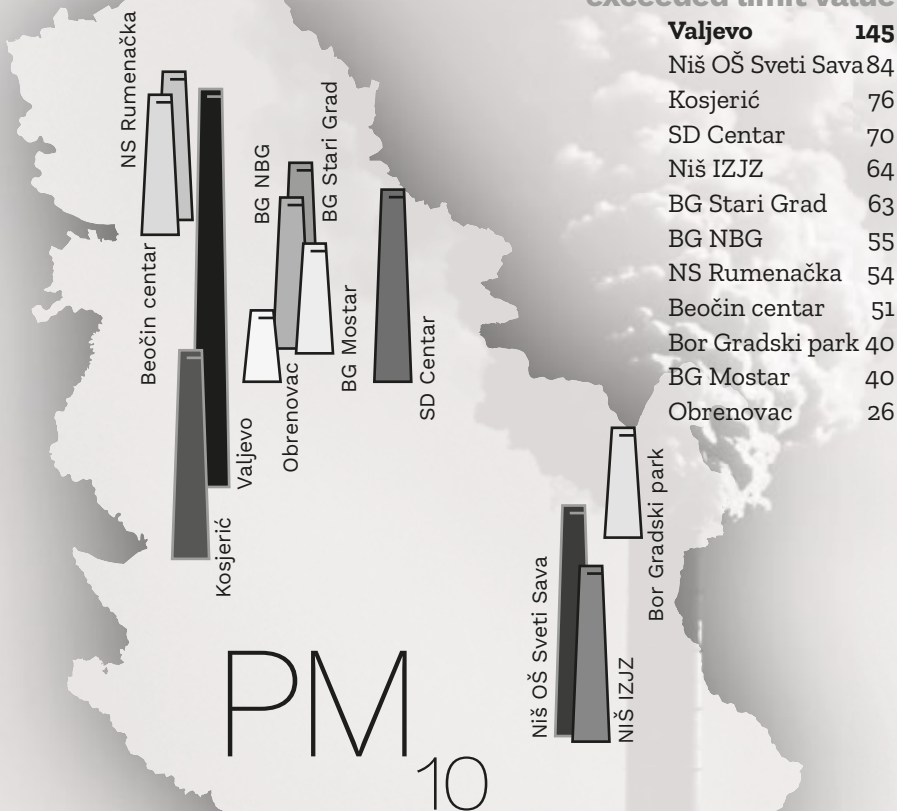 exceeded limit value
Valjevo 145
Niš OŠ Sveti Sava 84
Kosjerić 76
SD Centar 70
Niš IZJZ 64
BG Stari Grad 63
BG NBG 55
NS Rumenačka 54
Beočin centar 51
Bor Gradski park 40
BG Mostar 40
Obrenovac 26
NS Rumenačka
BG NBG
BG Stari Grad
Beočin centar
BG Mostar
SD Centar
Obrenovac
Valjevo
Kosjerić
Bor Gradski park
Niš OŠ Sveti Sava
NIŠ IZJZ
PM
10